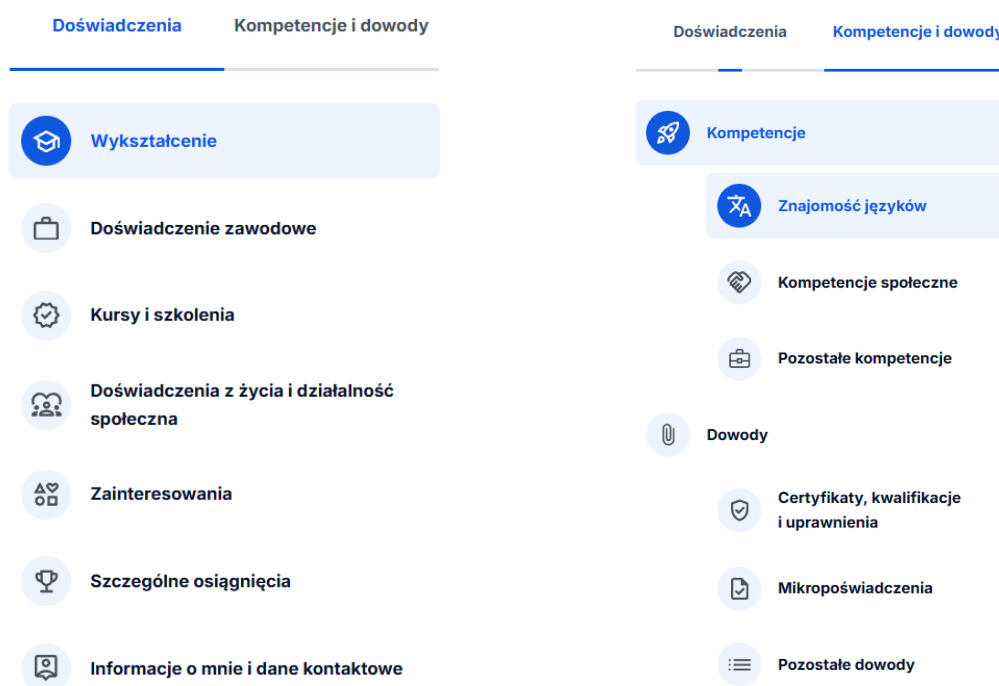 Doświadczenia
Kompetencje i dowody
Wykształcenie
Doświadczenie zawodowe
Kursy i szkolenia
Doświadczenia z życia i działalność
społeczna
Zainteresowania
Szczególne osiągnięcia
Informacje o mnie i dane kontaktowe
Doświadczenia
Kompetencje i dowody
Kompetencje
Znajomość języków
Kompetencje społeczne
Pozostałe kompetencje
Dowody
Certyfikaty, kwalifikacje
i uprawnienia
Mikropoświadczenia
Pozostałe dowody